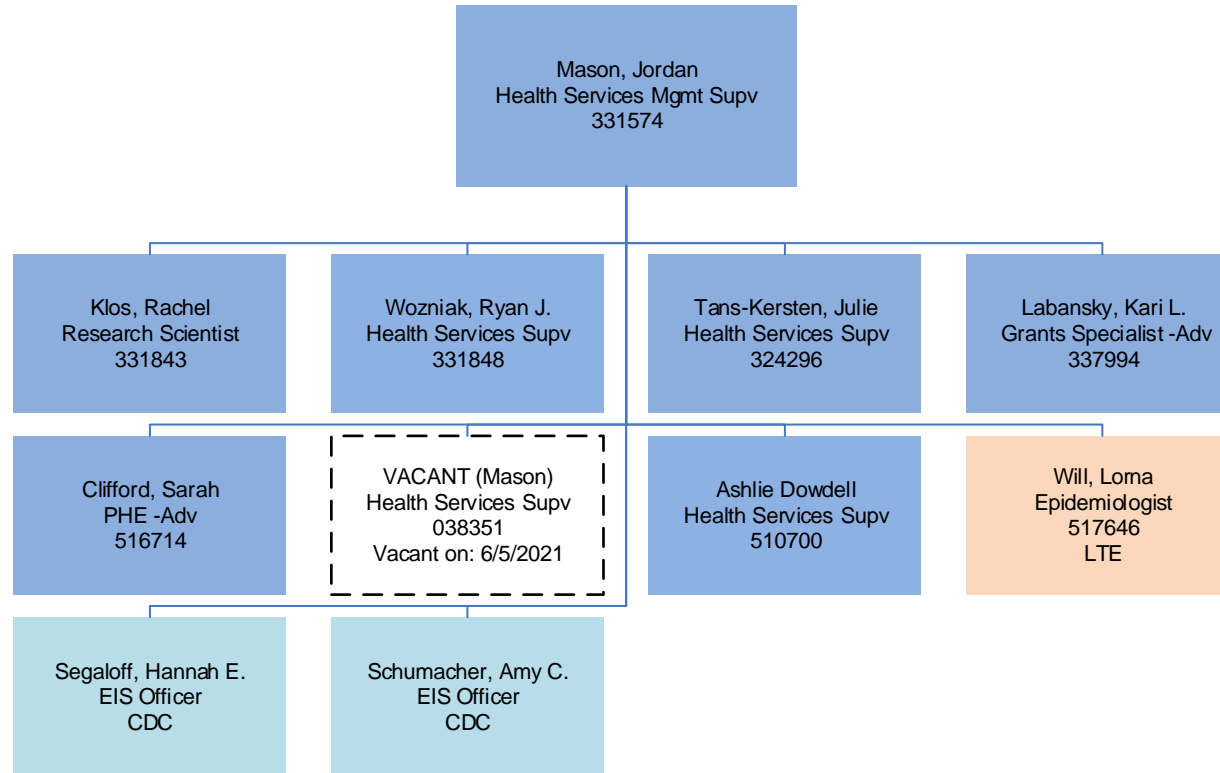 Mason, Jordan
Health Services Mgmt Supv
331574
Klos, Rachel
Research Scientist
331843
Wozniak, Ryan J.
Health Services Supv
331848
Tans-Kersten, Julie
Health Services Supv
324296
Labansky, Kari L.
Grants Specialist -Adv
337994
Clifford, Sarah
PHE -Adv
516714
VACANT (Mason)
Health Services Supv
038351
Vacant on: 6/5/2021
Ashlie Dowdell
Health Services Supv
510700
Will, Lorna
Epidemiologist
517646
LTE
Segaloff, Hannah E.
EIS Officer
CDC
Schumacher, Amy C.
EIS Officer
CDC